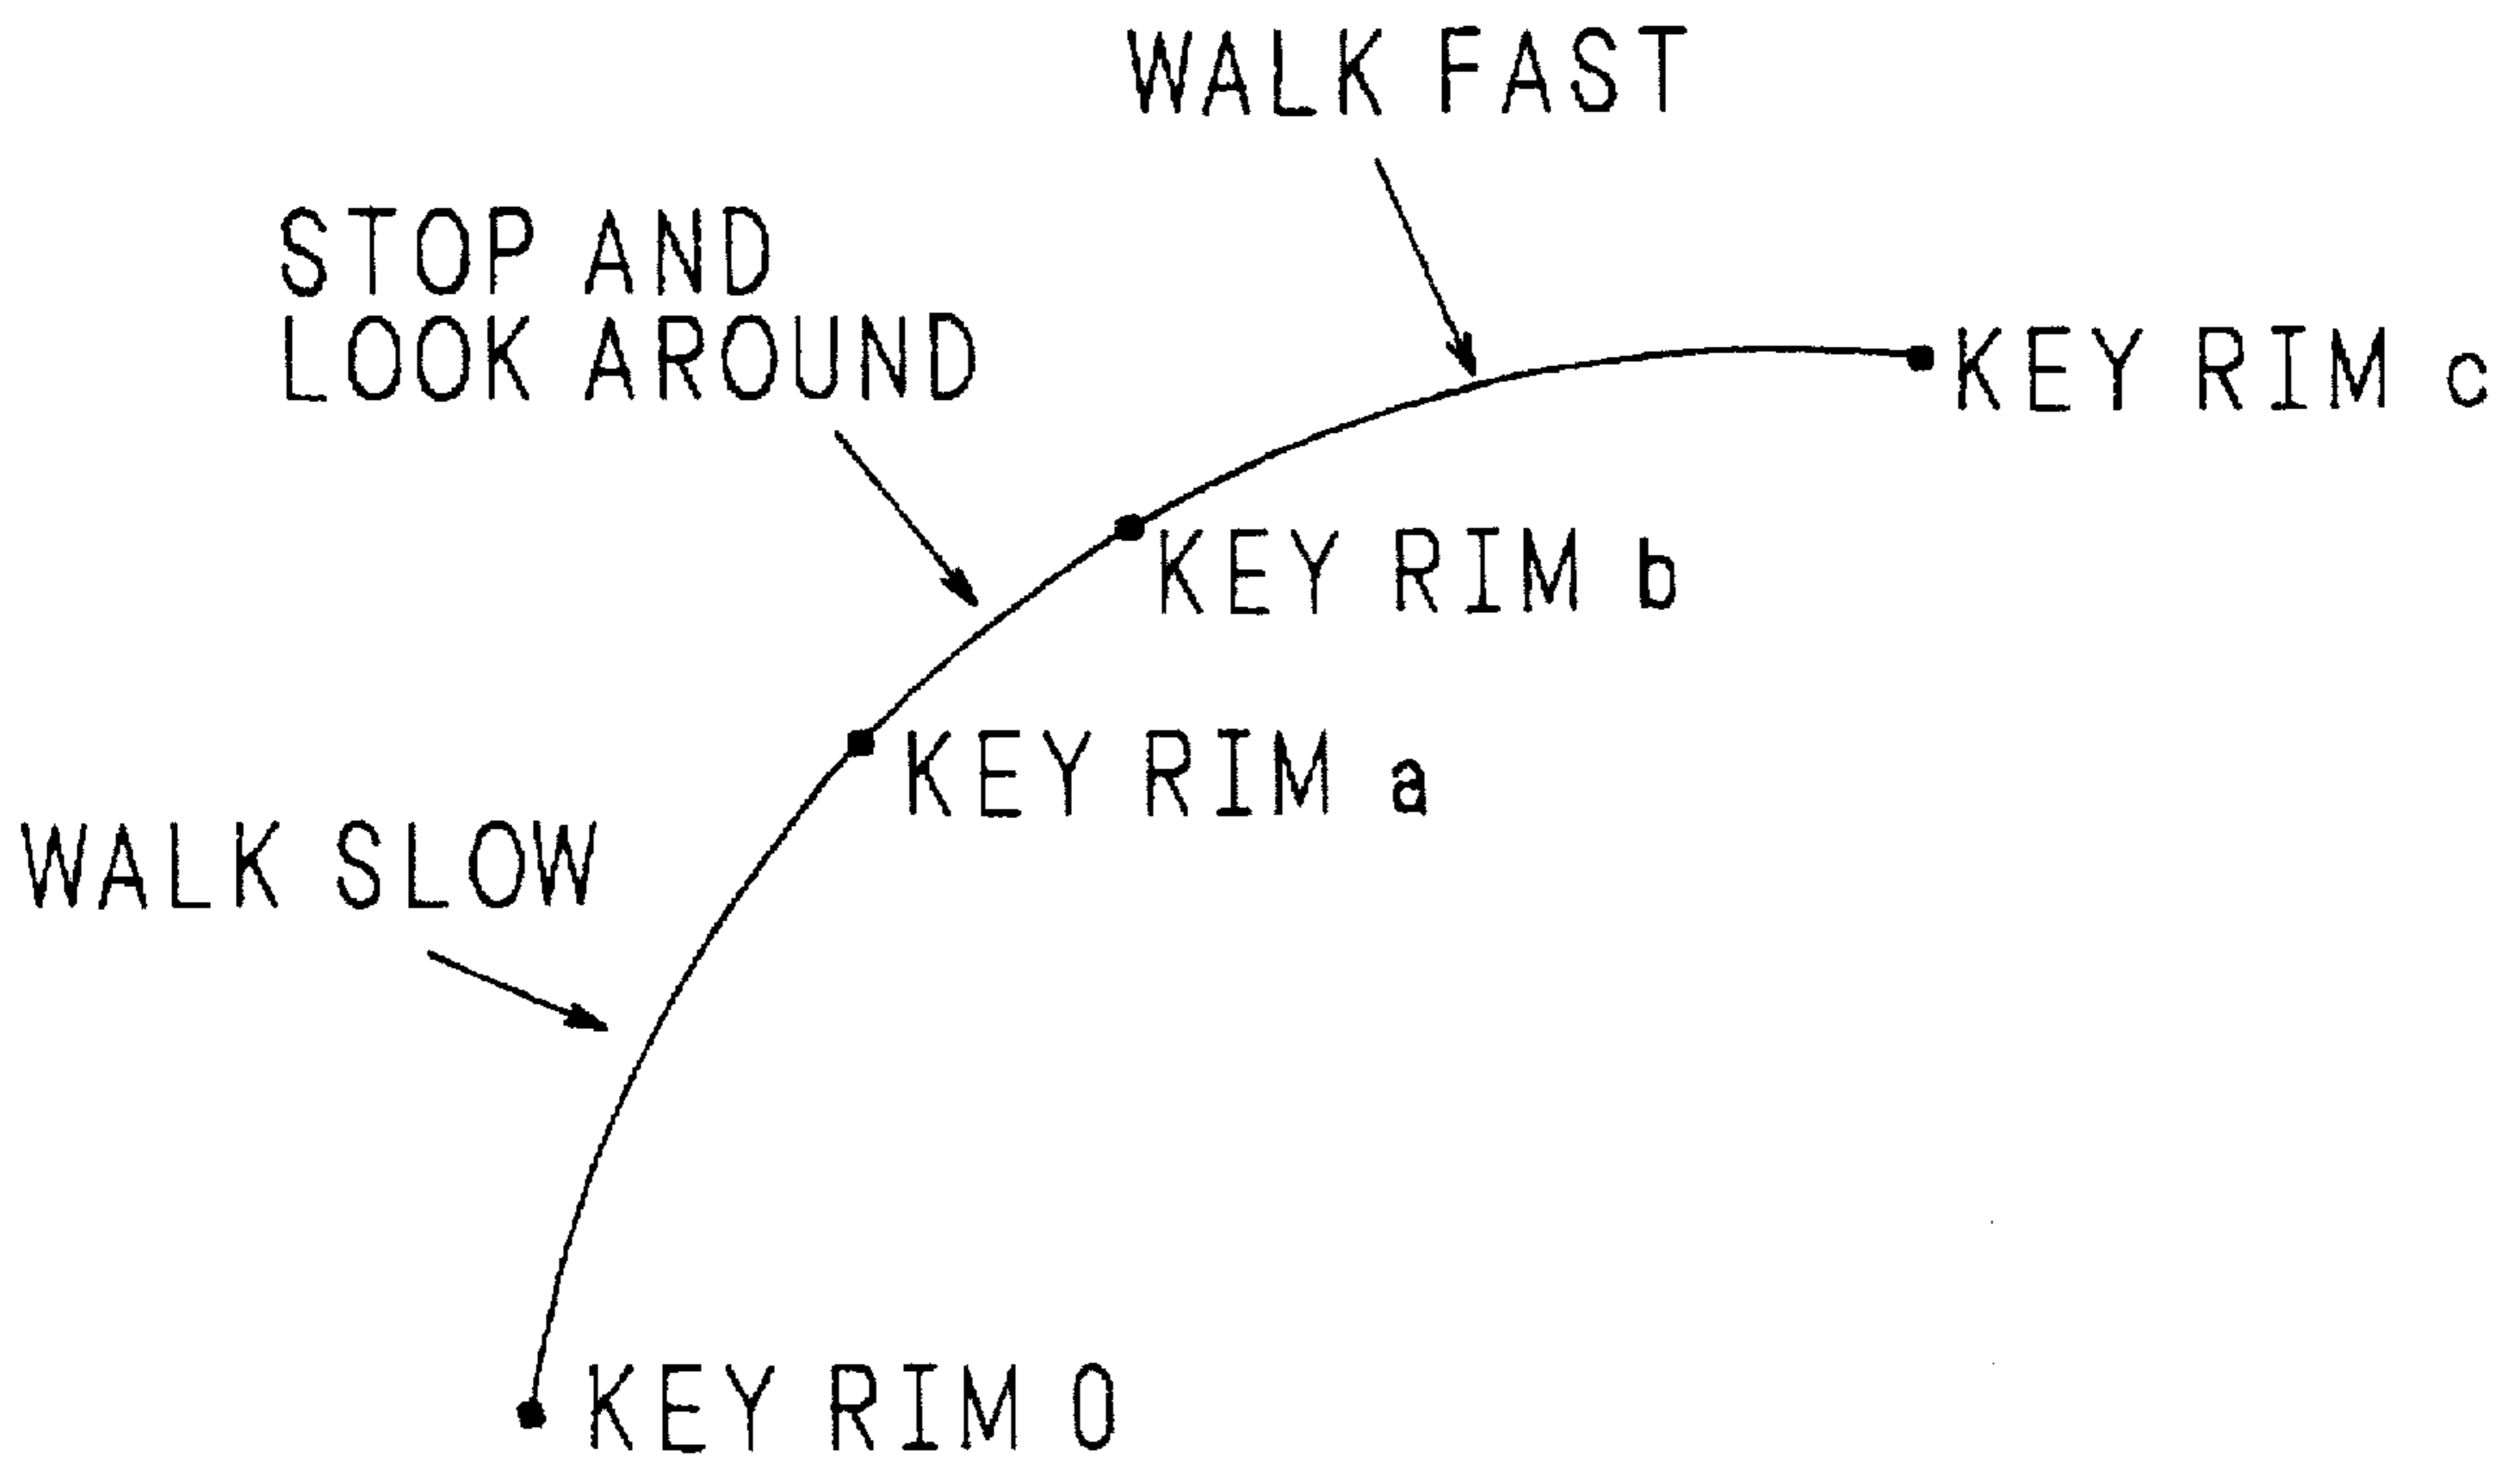 WALK FAST
STOP AND
LOOK AROUND
KEY RIM c
KEY RIM b
KEY RIM a
WALK SLOW
KEY RIM 0